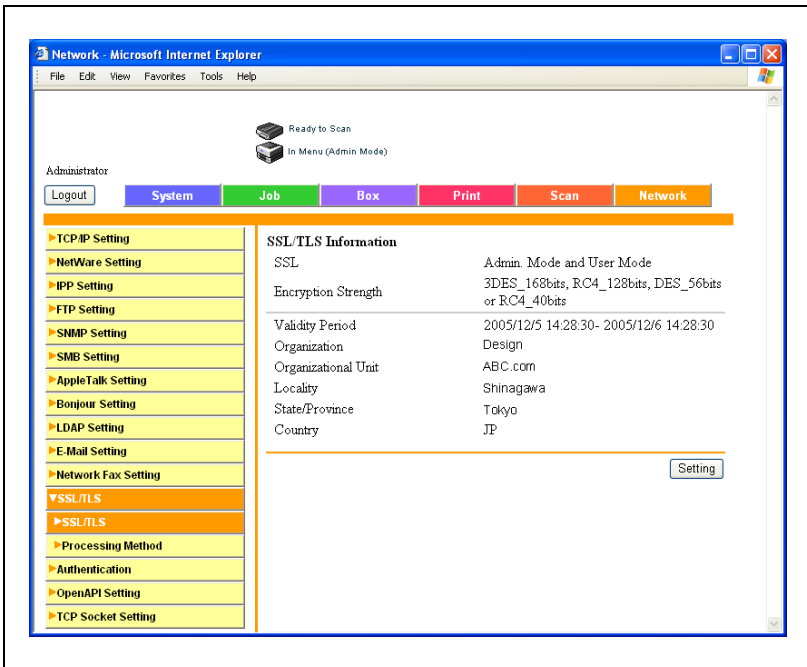 Network - Microsoft Internet Explorer
File Edit View Favorites Tools Help
Ready to Scan
In Menu (Admin Mode)
Administrator
Logout System Job Box Print Scan Network
TCP/IP Setting
NetWare Setting
IPP Setting
FTP Setting
SNMP Setting
SMB Setting
AppleTalk Setting
Bonjour Setting
LDAP Setting
E-Mail Setting
Network Fax Setting
SSL/TLS
SSL/TLS
Processing Method
Authentication
OpenAPI Setting
TCP Socket Setting
SSL/TLS Information
SSL Admin. Mode and User Mode
Encryption Strength 3DES_168bits, RC4_128bits, DES_56bits
or RC4_40bits
Validity Period 2005/12/5 14:28:30- 2005/12/6 14:28:30
Organization Design
Organizational Unit ABC.com
Locality Shinagawa
State/Province Tokyo
Country JP
Setting